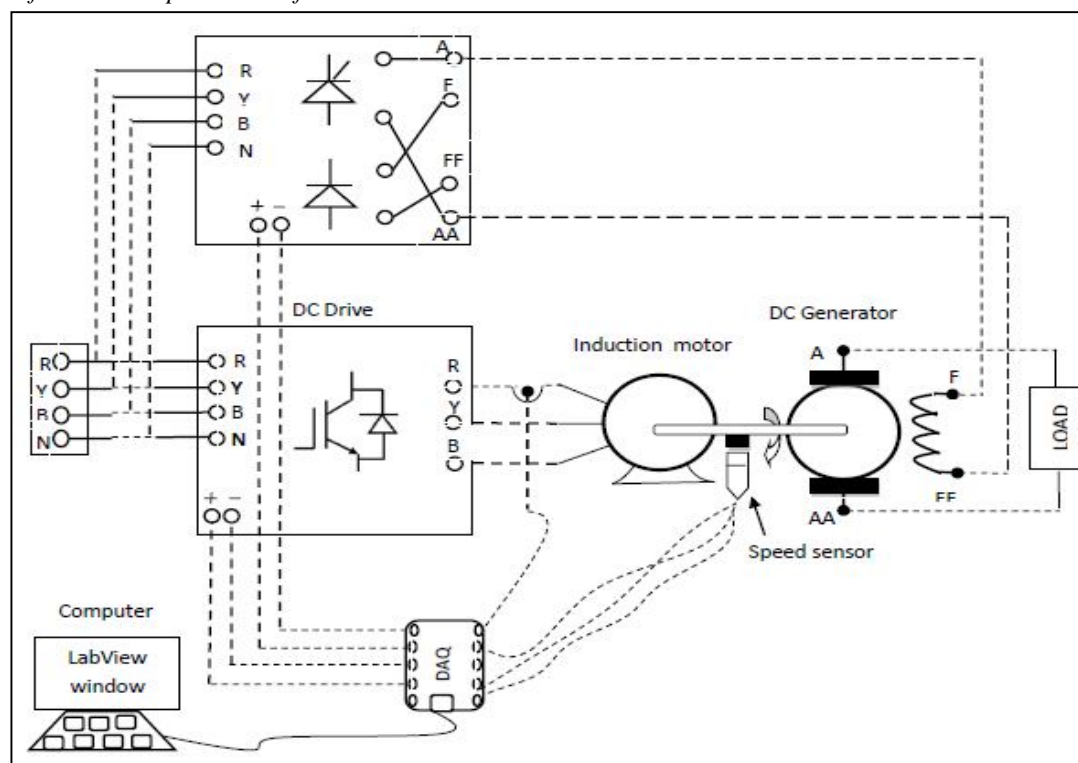 R
Y
B
N
A
F
FF
AA
+ −
DC Drive
R
Y
B
N
R
Y
B
N
+ −
R
Y
B
Induction motor
DC Generator
A
F
FF
AA
LOAD
Speed sensor
DAQ
Computer
LabView
window